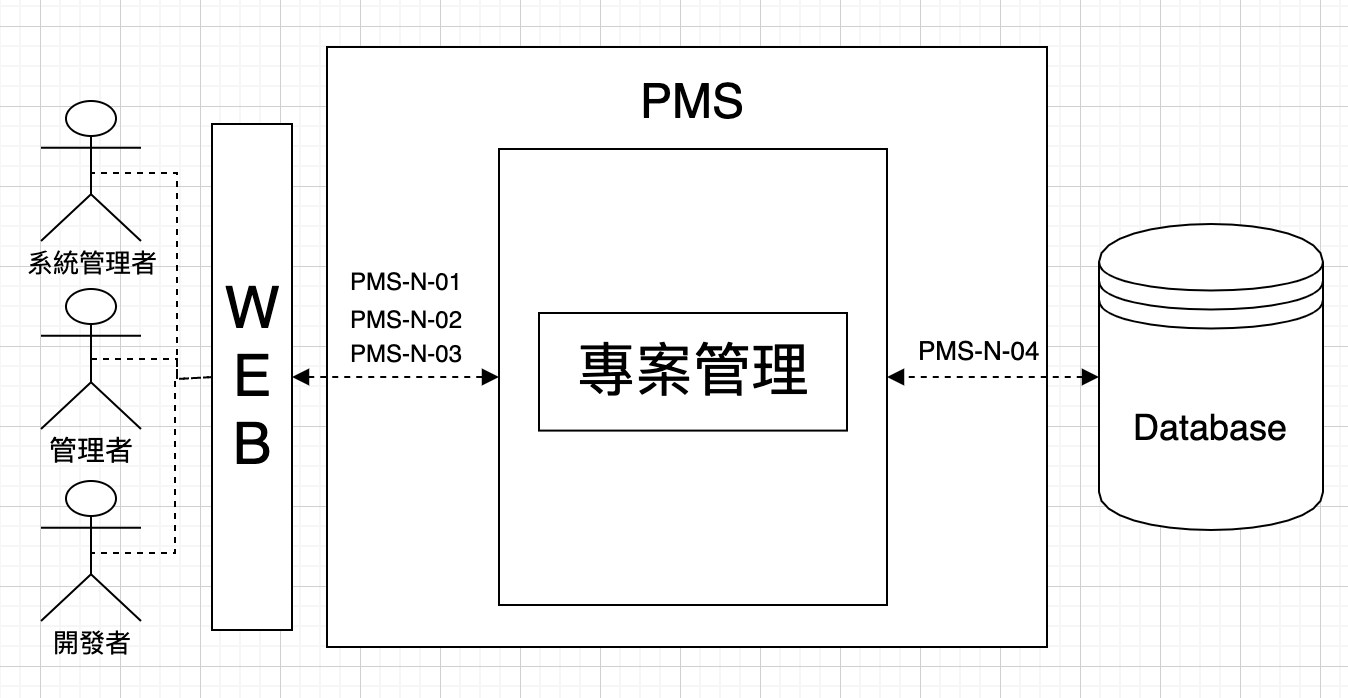 PMS
系統管理者
管理者
開發者
W
E
B
PMS-N-01
PMS-N-02
PMS-N-03
專案管理
PMS-N-04
Database